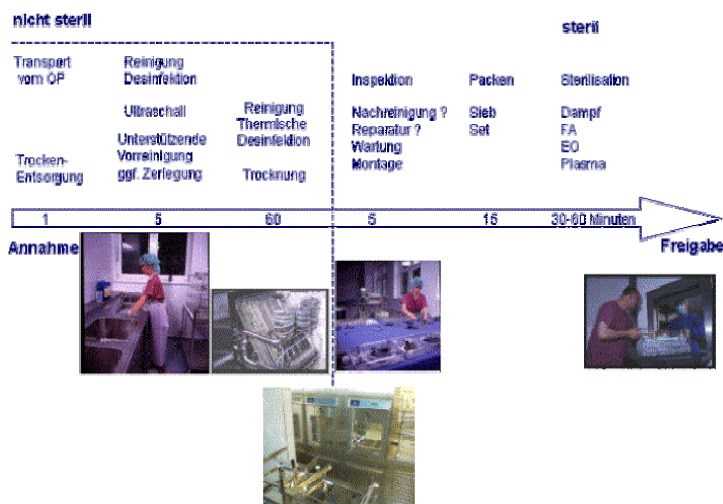 nicht steril
steril
Transport
vom OP
Trocken-
Entsorgung
Reinigung
Desinfektion
Ultraschall
Unterstützende
Vorreinigung
ggf. Zerlegung
Reinigung
Thermische
Desinfektion
Trocknung
Inspektion
Nachreinigung ?
Reparatur ?
Wartung
Montage
Packen
Sieb
Set
Sterilisation
Dampf
FA
EO
Plasma
1 5 60 5 15 30-60 Minuten
Annahme
Freigabe